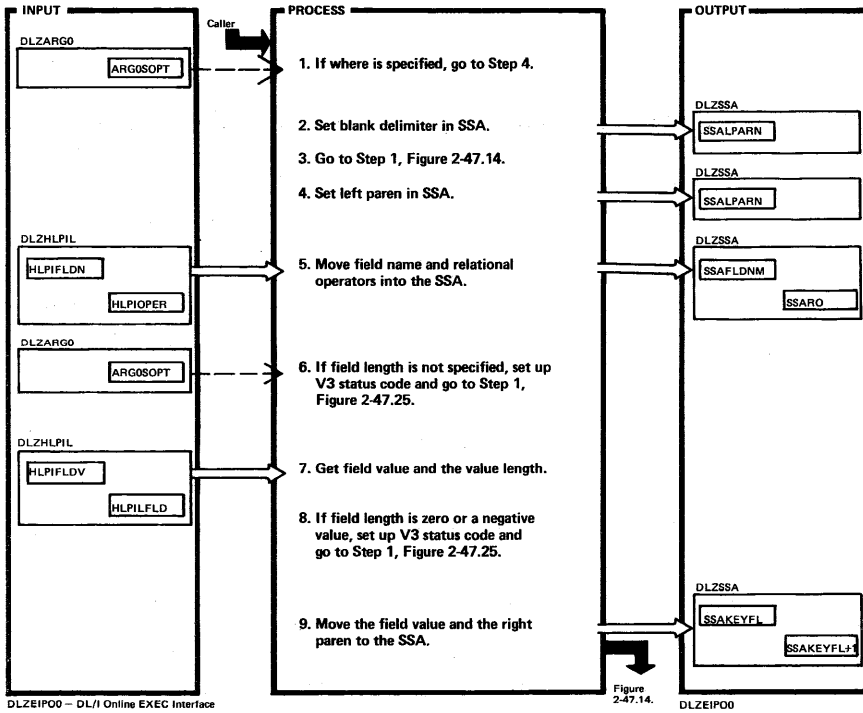 INPUT
PROCESS
OUTPUT
Caller
DLZARG0
ARG0SOPT
1. If where is specified, go to Step 4.
2. Set blank delimiter in SSA.
DLZSSA
SSALPARN
3. Go to Step 1, Figure 2-47.14.
4. Set left paren in SSA.
DLZSSA
SSALPARN
DLZHLPIL
HLPIFLDN
HLPIOPER
5. Move field name and relational
operators into the SSA.
DLZSSA
SSAFLDNM
SSARO
DLZARG0
ARG0SOPT
6. If field length is not specified, set up
V3 status code and go to Step 1,
Figure 2-47.25.
DLZHLPIL
HLPIFLDV
HLPILFLD
7. Get field value and the value length.
8. If field length is zero or a negative
value, set up V3 status code and
go to Step 1, Figure 2-47.25.
9. Move the field value and the right
paren to the SSA.
DLZSSA
SSAKEYFL
SSAKEYFL+1
Figure
2-47.14.
DLZEIPO0 – DL/I Online EXEC Interface
DLZEIPO0